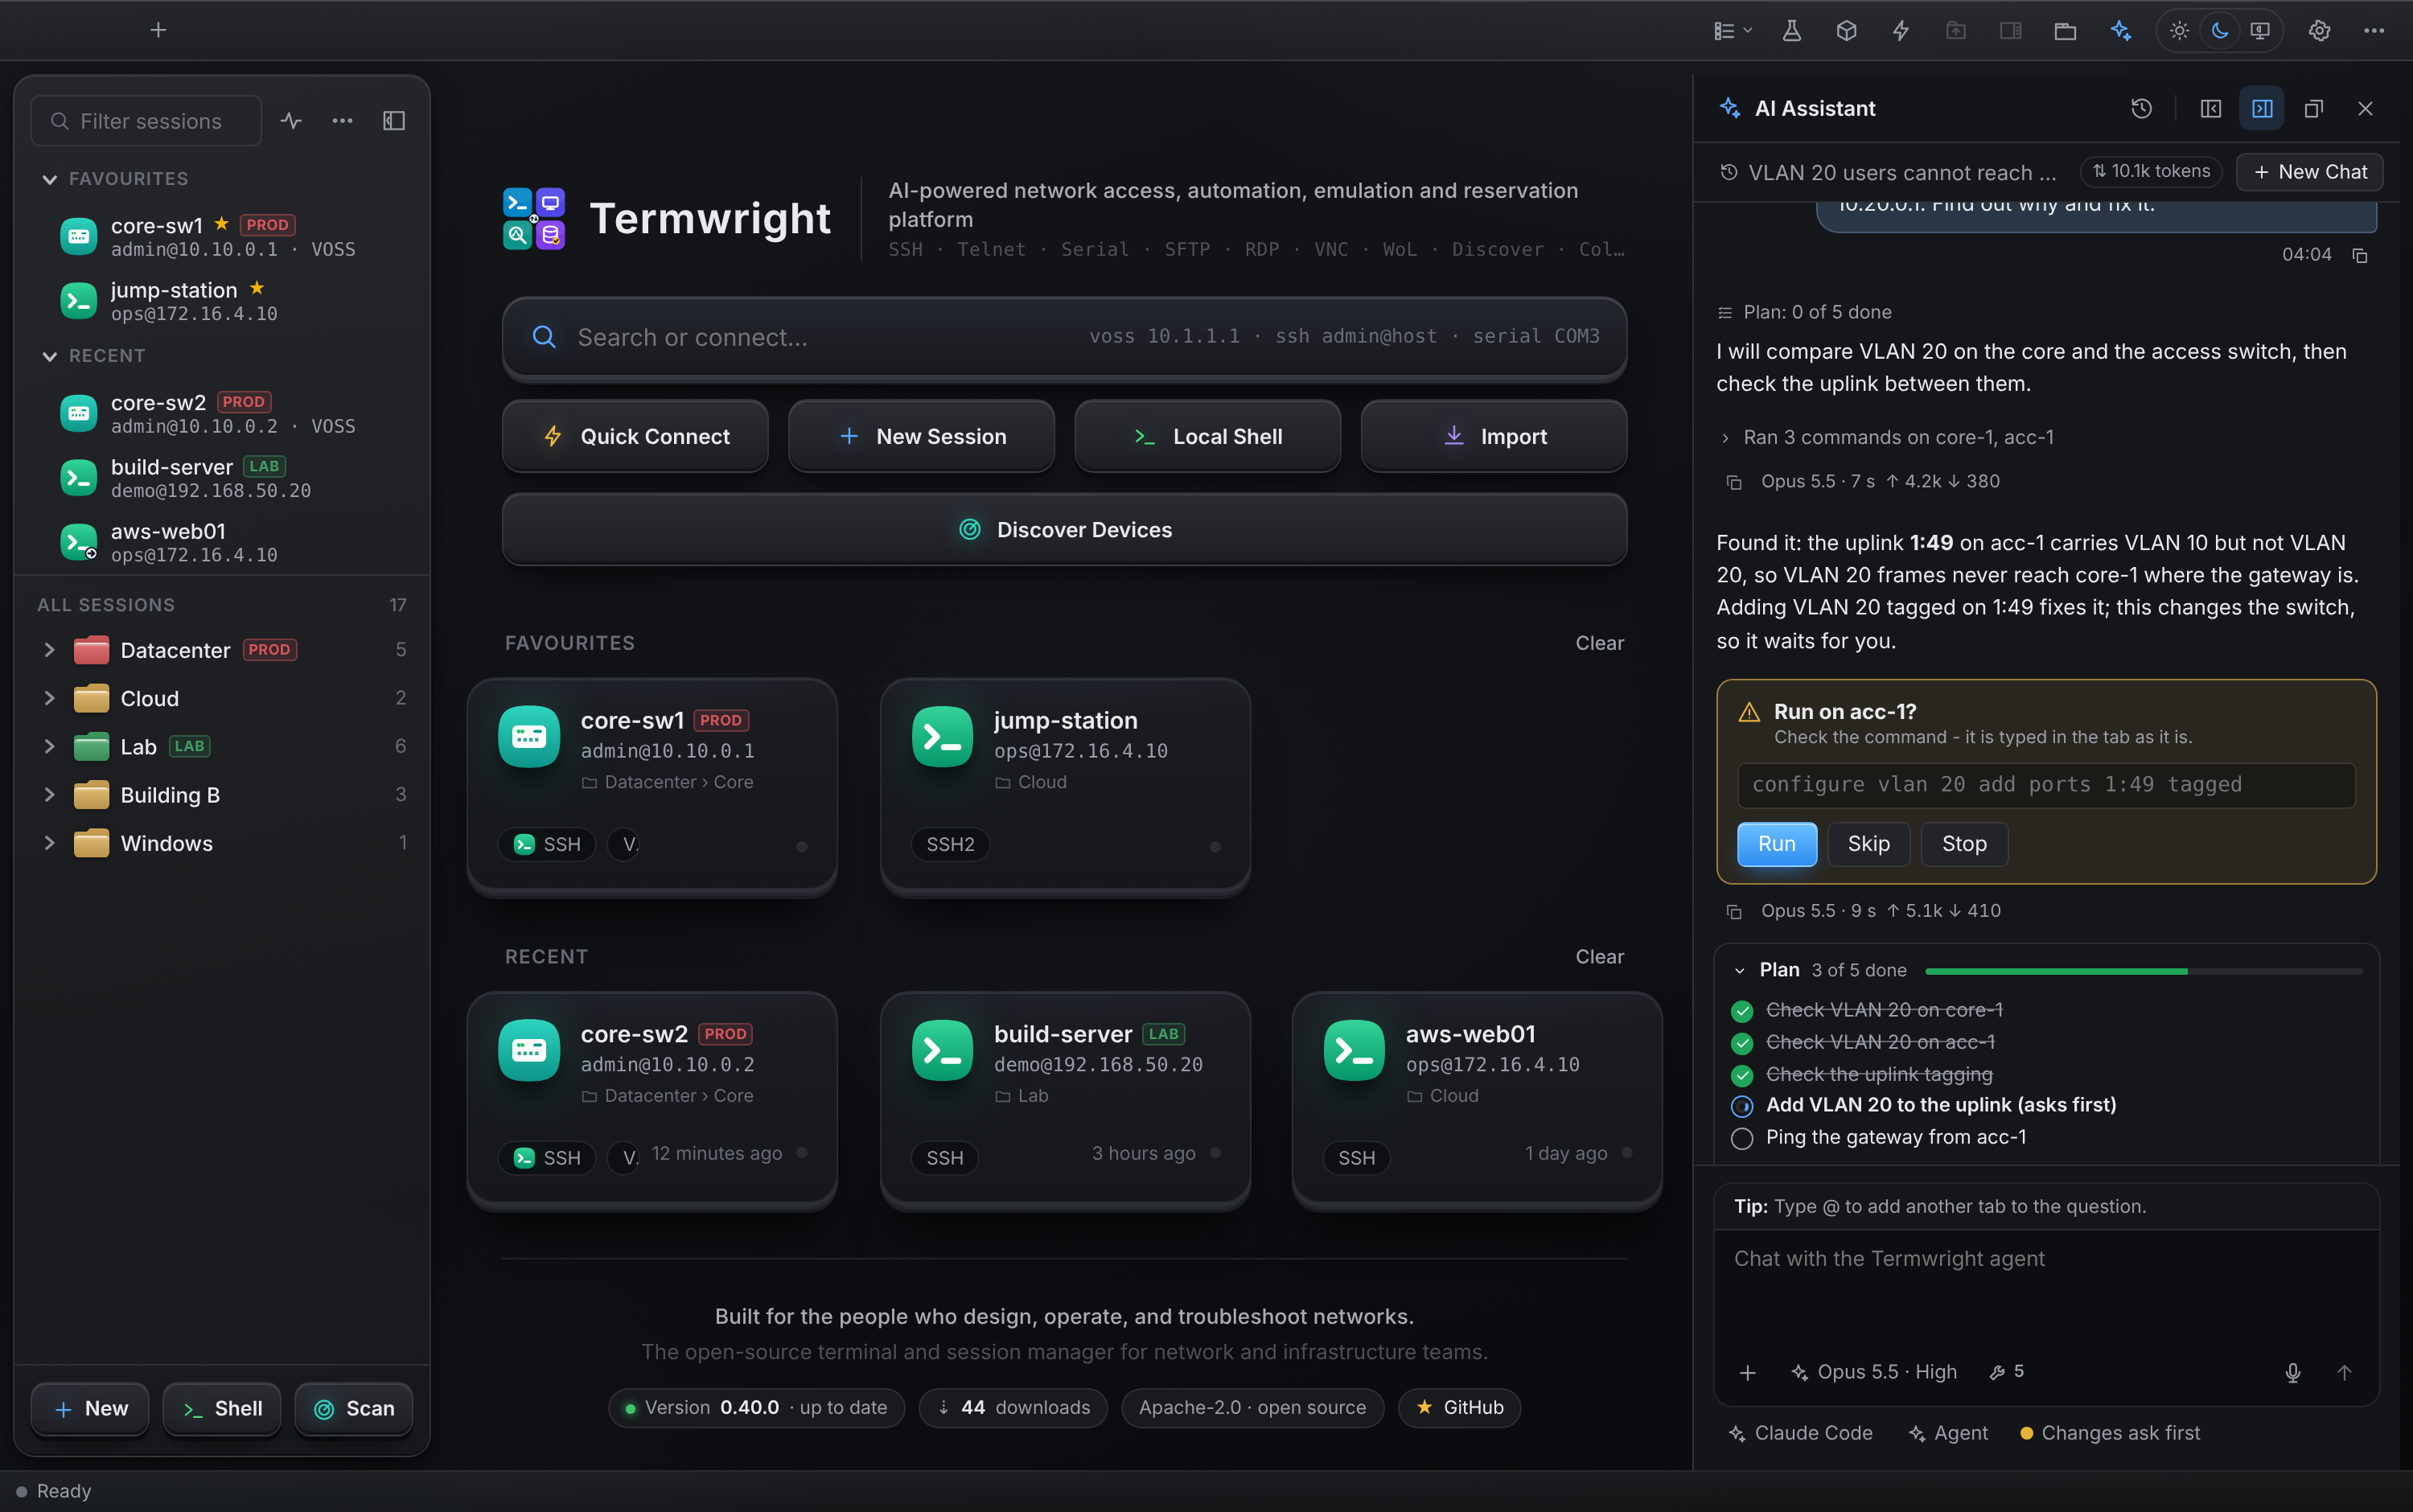 Filter sessions
FAVOURITES
core-sw1 ★ PROD
admin@10.10.0.1 · VOSS
jump-station ★
ops@172.16.4.10
RECENT
core-sw2 PROD
admin@10.10.0.2 · VOSS
build-server LAB
demo@192.168.50.20
aws-web01
ops@172.16.4.10
ALL SESSIONS 17
Datacenter PROD 5
Cloud 2
Lab LAB 6
Building B 3
Windows 1
New
Shell
Scan
Ready
Termwright
AI-powered network access, automation, emulation and reservation
platform
SSH · Telnet · Serial · SFTP · RDP · VNC · WoL · Discover · Col…
Search or connect...
voss 10.1.1.1 · ssh admin@host · serial COM3
Quick Connect
New Session
Local Shell
Import
Discover Devices
FAVOURITES Clear
core-sw1 PROD
admin@10.10.0.1
Datacenter › Core
SSH V.
jump-station
ops@172.16.4.10
Cloud
SSH2
RECENT Clear
core-sw2 PROD
admin@10.10.0.2
Datacenter › Core
SSH V. 12 minutes ago
build-server LAB
demo@192.168.50.20
Lab
SSH 3 hours ago
aws-web01
ops@172.16.4.10
Cloud
SSH 1 day ago
Built for the people who design, operate, and troubleshoot networks.
The open-source terminal and session manager for network and infrastructure teams.
Version 0.40.0 · up to date
44 downloads
Apache-2.0 · open source
★ GitHub
AI Assistant
VLAN 20 users cannot reach ...
10.1k tokens
+ New Chat
10.20.0.1. Find out why and fix it.
04:04
Plan: 0 of 5 done
I will compare VLAN 20 on the core and the access switch, then
check the uplink between them.
Ran 3 commands on core-1, acc-1
Opus 5.5 · 7 s ↑ 4.2k ↓ 380
Found it: the uplink 1:49 on acc-1 carries VLAN 10 but not VLAN
20, so VLAN 20 frames never reach core-1 where the gateway is.
Adding VLAN 20 tagged on 1:49 fixes it; this changes the switch,
so it waits for you.
Run on acc-1?
Check the command - it is typed in the tab as it is.
configure vlan 20 add ports 1:49 tagged
Run
Skip
Stop
Opus 5.5 · 9 s ↑ 5.1k ↓ 410
Plan 3 of 5 done
Check VLAN 20 on core-1
Check VLAN 20 on acc-1
Check the uplink tagging
Add VLAN 20 to the uplink (asks first)
Ping the gateway from acc-1
Tip: Type @ to add another tab to the question.
Chat with the Termwright agent
Opus 5.5 · High
5
Claude Code
Agent
Changes ask first